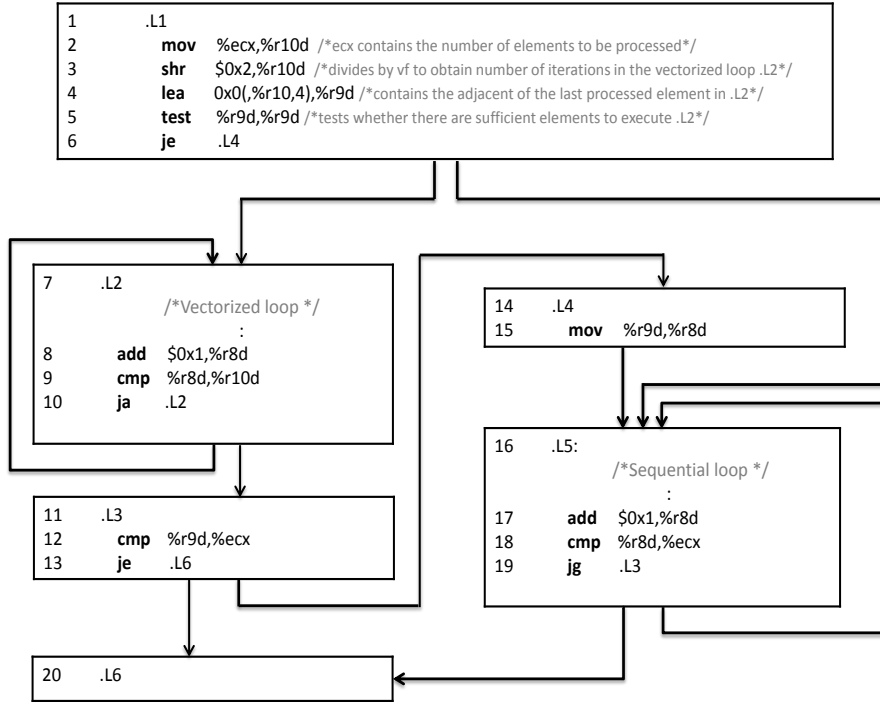 1 .L1
2 mov %ecx,%r10d /*ecx contains the number of elements to be processed*/
3 shr $0x2,%r10d /*divides by vf to obtain number of iterations in the vectorized loop .L2*/
4 lea 0x0(,%r10,4),%r9d /*contains the adjacent of the last processed element in .L2*/
5 test %r9d,%r9d /*tests whether there are sufficient elements to execute .L2*/
6 je .L4
7 .L2
/*Vectorized loop */
:
8 add $0x1,%r8d
9 cmp %r8d,%r10d
10 ja .L2
11 .L3
12 cmp %r9d,%ecx
13 je .L6
14 .L4
15 mov %r9d,%r8d
16 .L5:
/*Sequential loop */
:
17 add $0x1,%r8d
18 cmp %r8d,%ecx
19 jg .L3
20 .L6